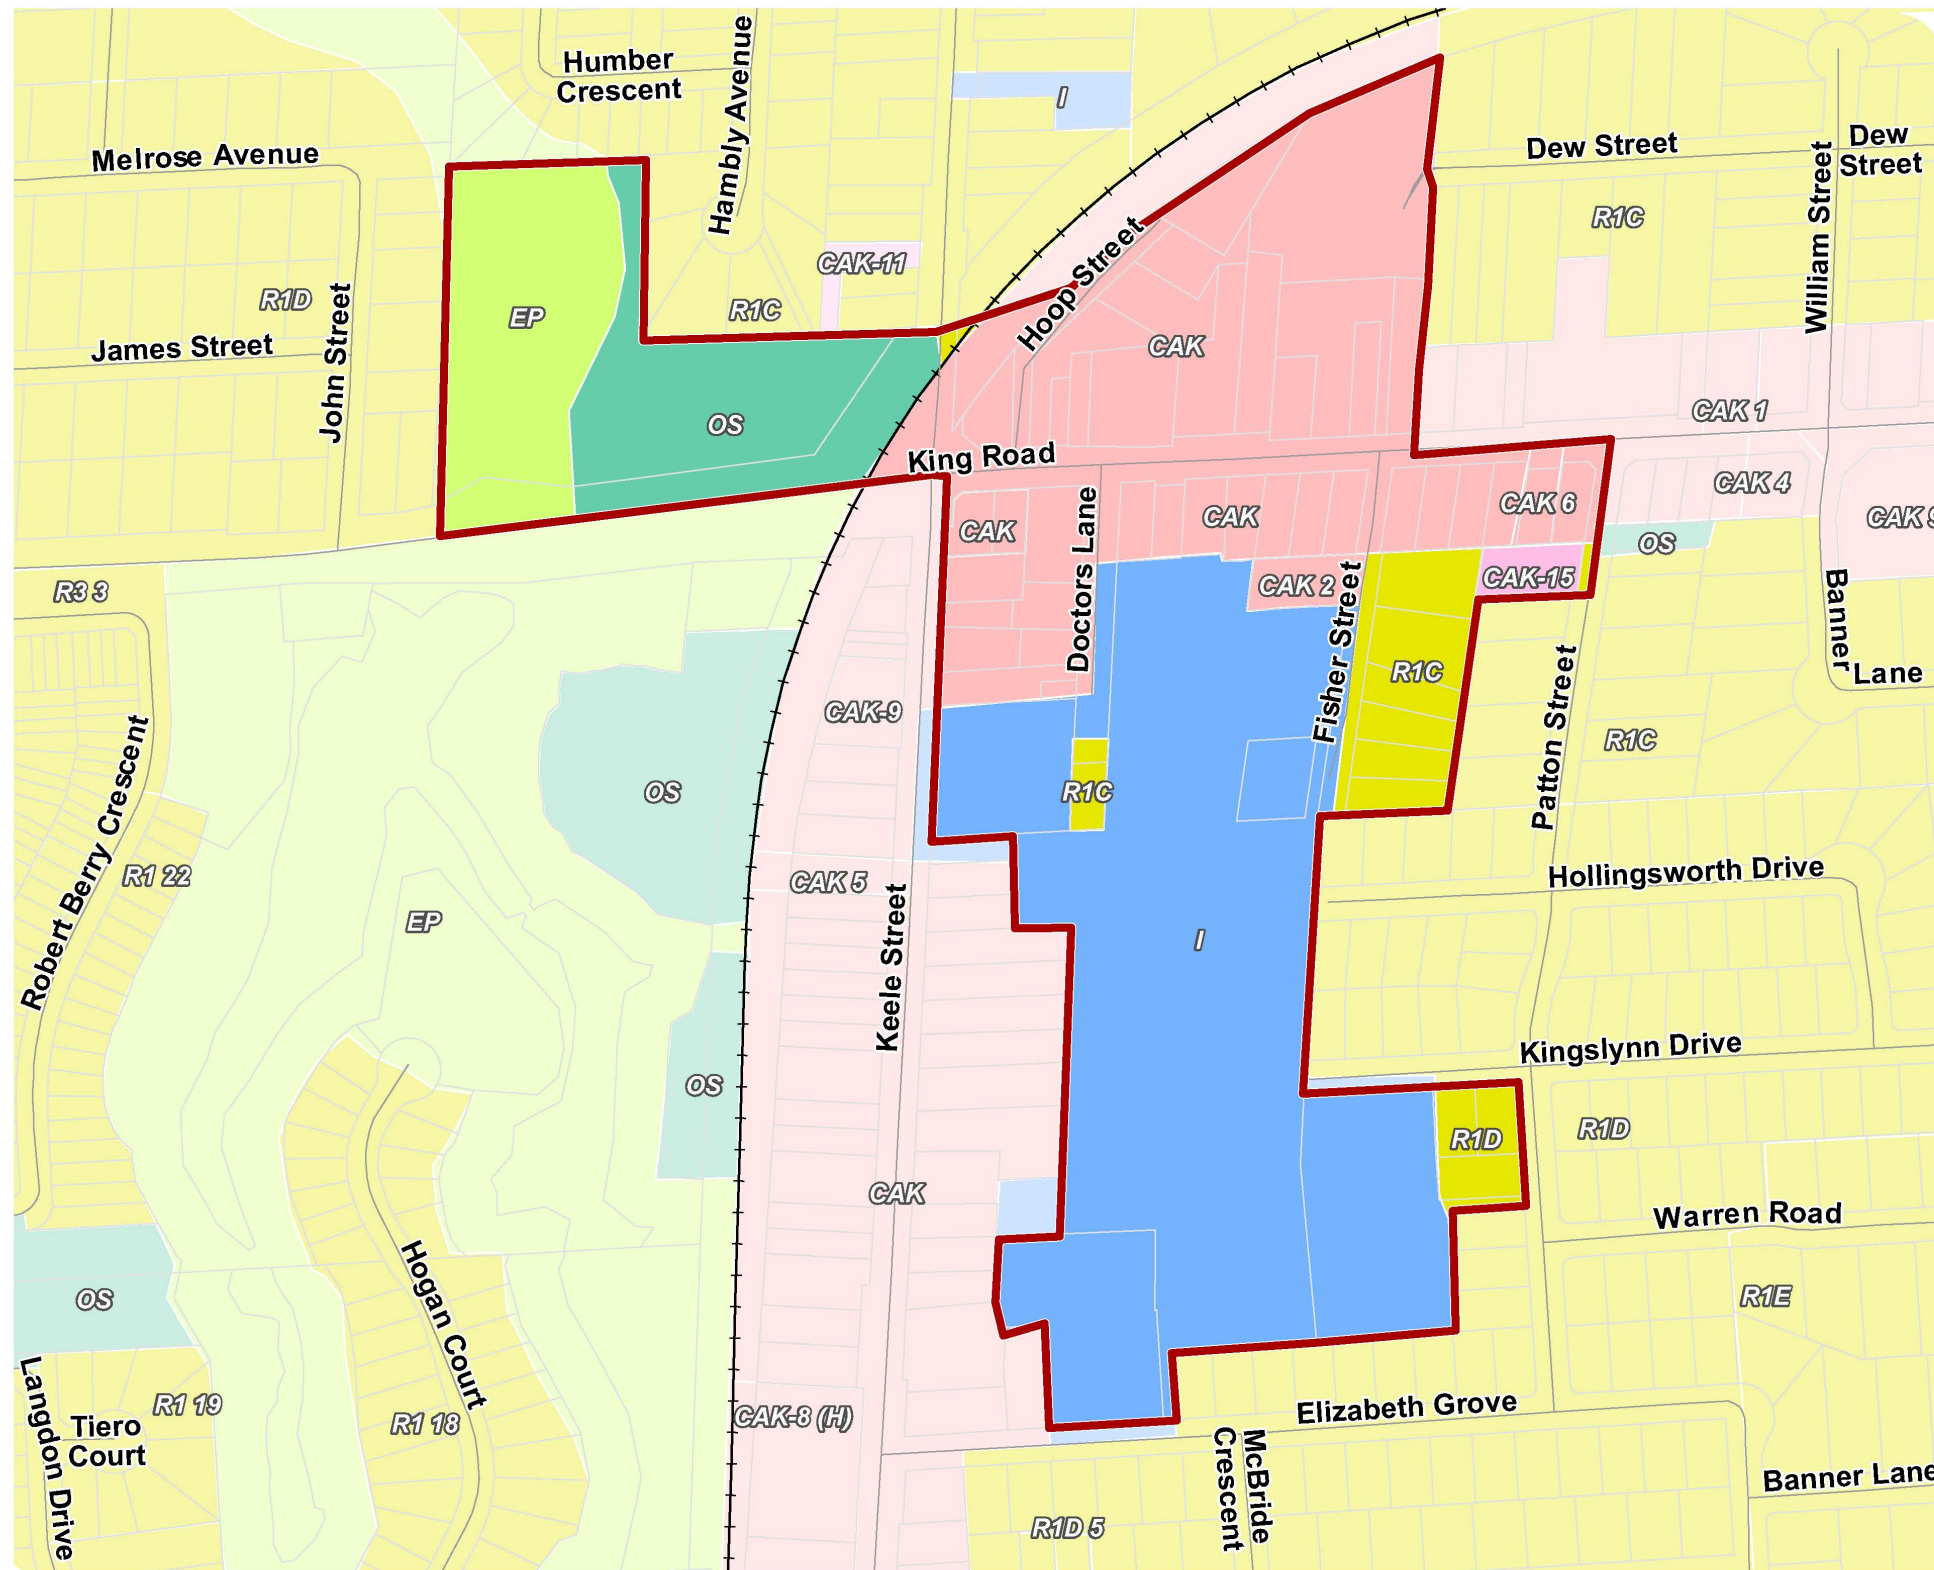 Humber
Crescent
Hambly Avenue
I
Melrose Avenue
Dew Street
Dew
Street
William Street
R1C
CAK-11
R1D
John Street
EP
R1C
Hoop Street
James Street
CAK
OS
CAK 1
King Road
CAK 4
CAK
Doctors Lane
CAK
CAK 6
CAK 9
OS
R3 3
CAK 2
CAK-15
Fisher Street
Banner
Lane
R1C
Patton Street
CAK-9
R1C
OS
R1C
Robert Berry Crescent
R1 22
CAK 5
Hollingsworth Drive
EP
Keele Street
I
Kingslynn Drive
OS
R1D
R1D
CAK
Warren Road
OS
Hogan Court
R1E
Langdon Drive
R1 19
Tiero
Court
R1 18
CAK-8 (H)
Elizabeth Grove
McBride
Crescent
Banner Lane
R1D 5